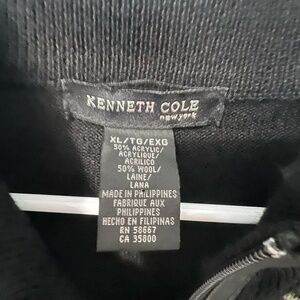 KENNETH COLE
new york
XL/TG/EXG
50% ACRYLIC/
ACRYLIQUE/
ACRILICO
50% WOOL/
LAINE/
LANA
MADE IN PHILIPPINES
FABRIQUE AUX
PHILIPPINES
HECHO EN FILIPINAS
RN 58667
CA 35800